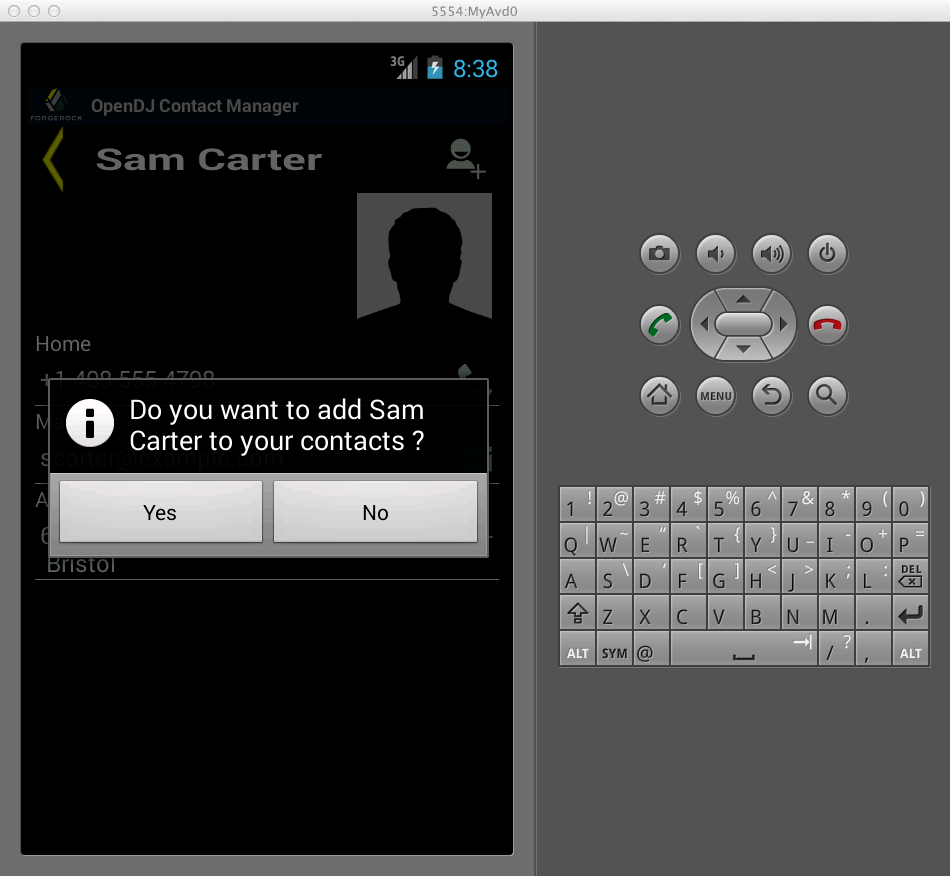 5554:MyAvd0
3G 8:38
FORGEROCK OpenDJ Contact Manager
Sam Carter
Home
+1 408 555 4798
Do you want to add Sam
Carter to your contacts ?
scarter@example.com
Yes No
Bristol
MENU
1 ! 2 @ 3 # 4 $ 5 % 6 ^ 7 & 8 * 9 ( 0 )
Q | W ~ E “ R ` T { Y } U _ I - O + P =
A S \ D ‘ F [ G ] H < J > K ; L : DEL
Z X C V B N M .
ALT SYM @ / ? , ALT